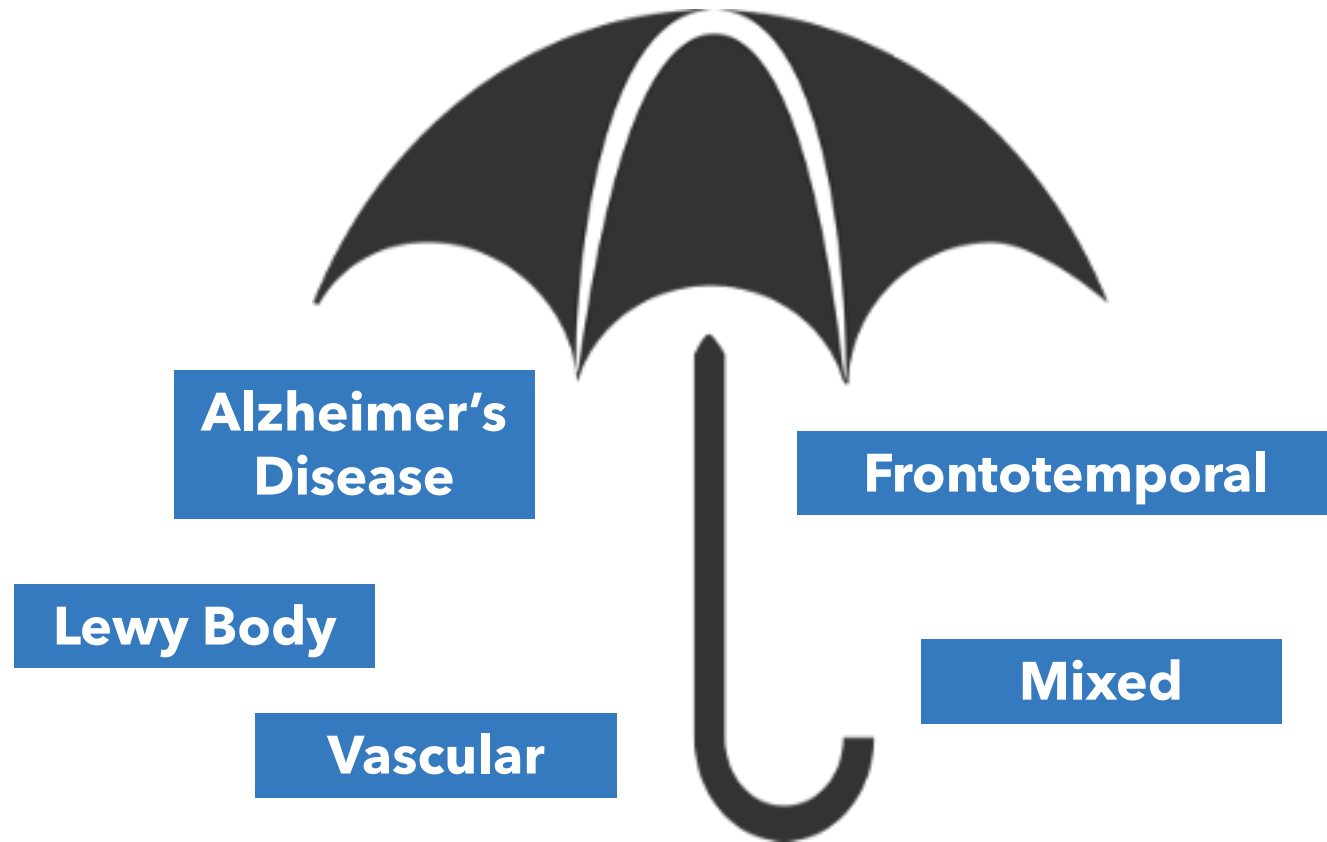 Alzheimer’s
Disease
Frontotemporal
Lewy Body
Mixed
Vascular